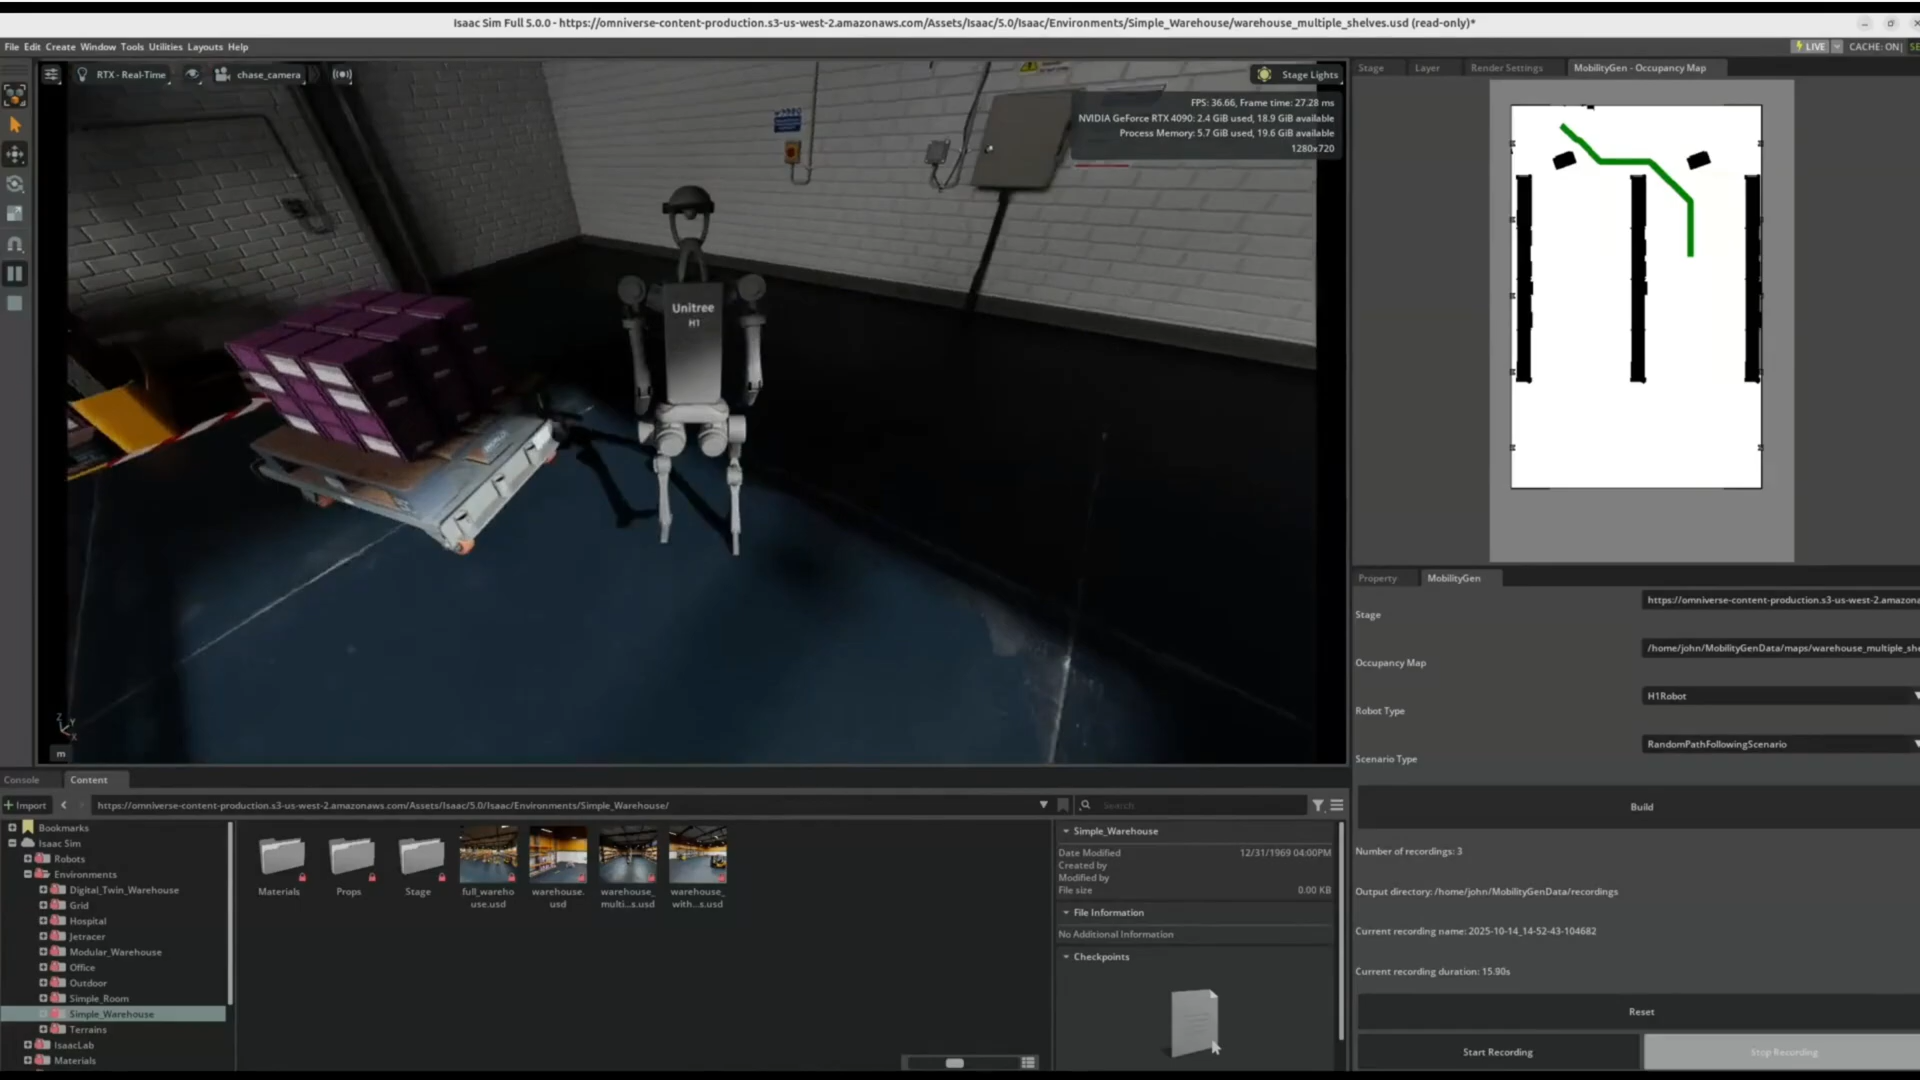 Isaac Sim Full 5.0.0 - https://omniverse-content-production.s3-us-west-2.amazonaws.com/Assets/Isaac/5.0/Isaac/Environments/Simple_Warehouse/warehouse_multiple_shelves.usd (read-only)*
File Edit Create Window Tools Utilities Layouts Help
LIVE CACHE: ON
RTX - Real-Time chase_camera Stage Lights
FPS: 36.66, Frame time: 27.28 ms
NVIDIA GeForce RTX 4090: 2.4 GiB used, 18.9 GiB available
Process Memory: 5.7 GiB used, 19.6 GiB available
1280x720
Unitree
H1
Z Y
X
m
Stage Layer Render Settings MobilityGen - Occupancy Map
Property MobilityGen
Stage https://omniverse-content-production.s3-us-west-2.amazona
Occupancy Map /home/john/MobilityGenData/maps/warehouse_multiple_she
Robot Type H1Robot
Scenario Type RandomPathFollowingScenario
Build
Number of recordings: 3
Output directory: /home/john/MobilityGenData/recordings
Current recording name: 2025-10-14_14-52-43-104682
Current recording duration: 15.90s
Reset
Start Recording Stop Recording
Console Content
Import https://omniverse-content-production.s3-us-west-2.amazonaws.com/Assets/Isaac/5.0/Isaac/Environments/Simple_Warehouse/ Search
Bookmarks
Isaac Sim
Robots
Environments
Digital_Twin_Warehouse
Grid
Hospital
Jetracer
Modular_Warehouse
Office
Outdoor
Simple_Room
Simple_Warehouse
Terrains
IsaacLab
Materials
Materials Props Stage full_wareho warehouse. warehouse_ warehouse_
use.usd usd multi...s.usd with...s.usd
Simple_Warehouse
Date Modified 12/31/1969 04:00PM
Created by
Modified by
File size 0.00 KB
File Information
No Additional Information
Checkpoints